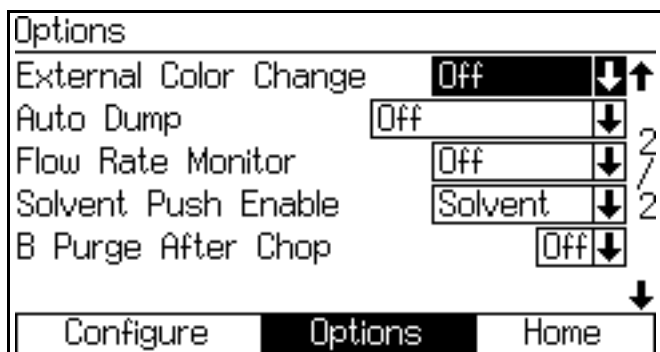 Options
External Color Change Off
Auto Dump Off
Flow Rate Monitor Off
Solvent Push Enable Solvent
B Purge After Chop Off
2/2
Configure Options Home